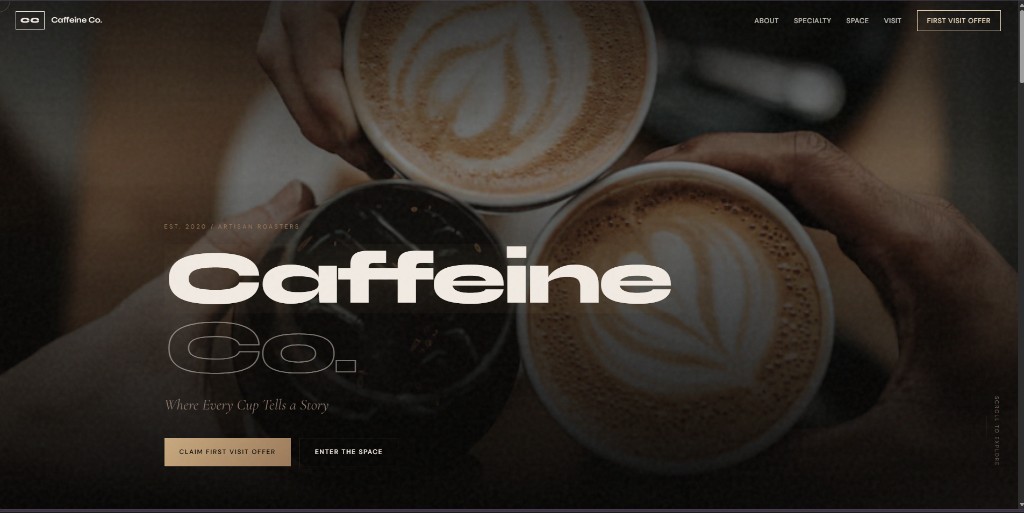 CC Caffeine Co.
ABOUT SPECIALTY SPACE VISIT FIRST VISIT OFFER
EST. 2020 / ARTISAN ROASTERS
Caffeine
Co.
Where Every Cup Tells a Story
CLAIM FIRST VISIT OFFER ENTER THE SPACE
SCROLL TO EXPLORE